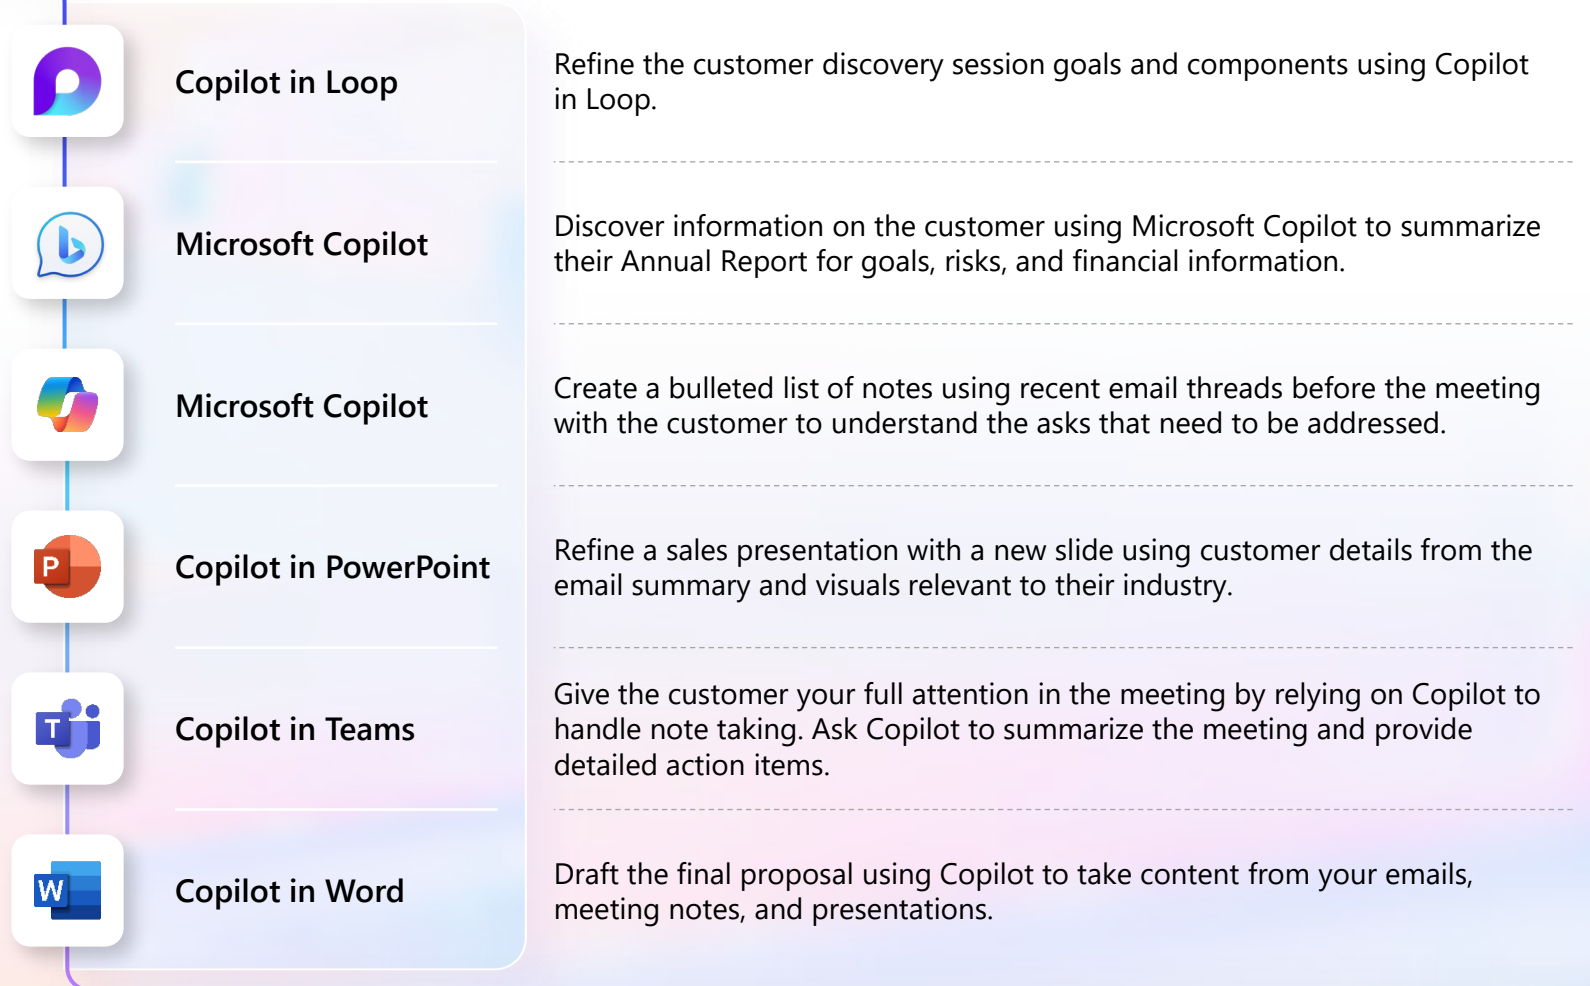 Copilot in Loop
Refine the customer discovery session goals and components using Copilot
in Loop.
Microsoft Copilot
Discover information on the customer using Microsoft Copilot to summarize
their Annual Report for goals, risks, and financial information.
Microsoft Copilot
Create a bulleted list of notes using recent email threads before the meeting
with the customer to understand the asks that need to be addressed.
P
Copilot in PowerPoint
Refine a sales presentation with a new slide using customer details from the
email summary and visuals relevant to their industry.
T
Copilot in Teams
Give the customer your full attention in the meeting by relying on Copilot to
handle note taking. Ask Copilot to summarize the meeting and provide
detailed action items.
W
Copilot in Word
Draft the final proposal using Copilot to take content from your emails,
meeting notes, and presentations.